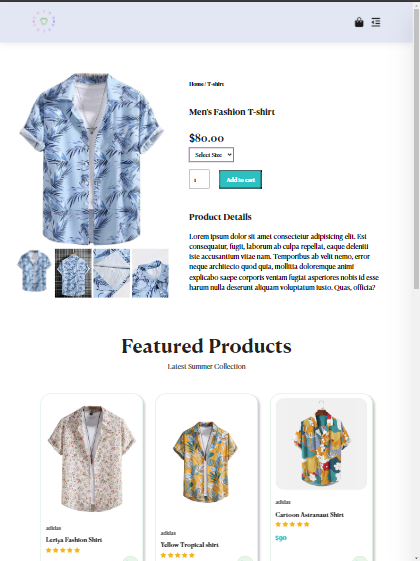 Home / T-shirt
Men's Fashion T-shirt
$80.00
Select Size
1
Add to cart
Product Details
Lorem ipsum dolor sit amet consectetur adipisicing elit. Est
consequatur, fugit, laborum ab culpa repellat, eaque deleniti
iste accusantium vitae nam. Temporibus ab velit nemo, error
neque architecto quod quia, mollitia doloremque animi
explicabo saepe corporis veniam fugiat asperiores nobis id esse
harum nulla deserunt aliquam voluptatum iusto. Quas, officia?
Featured Products
Latest Summer Collection
adidas
Leriya Fashion Shirt
adidas
Yellow Tropical shirt
adidas
Cartoon Astranaut Shirt
$90